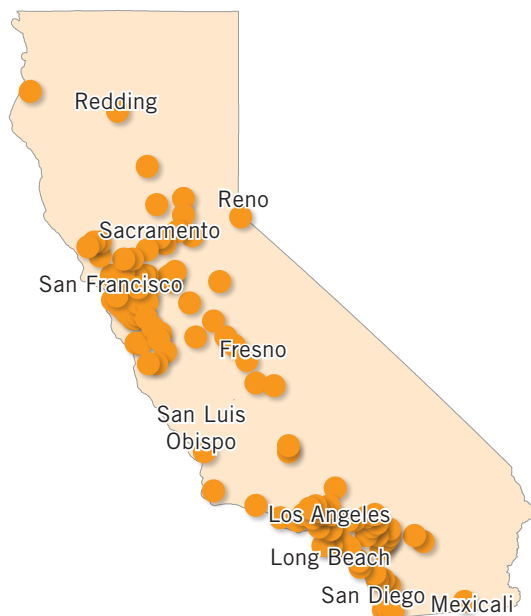 Redding
Reno
Sacramento
San Francisco
Fresno
San Luis
Obispo
Los Angeles
Long Beach
San Diego
Mexicali